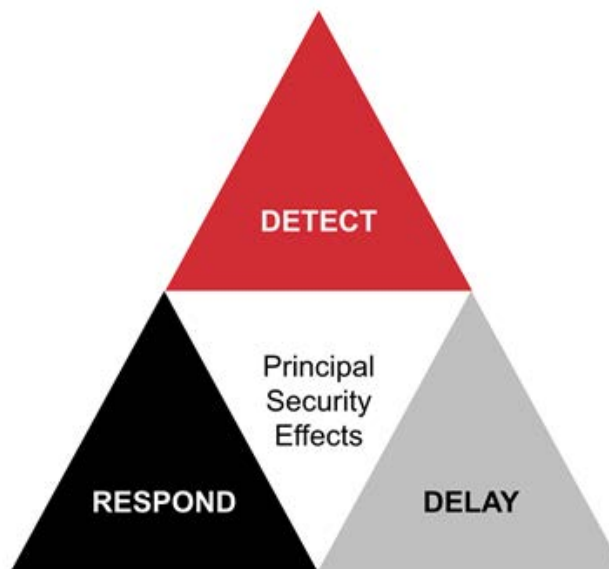 DETECT
Principal
Security
Effects
RESPOND
DELAY